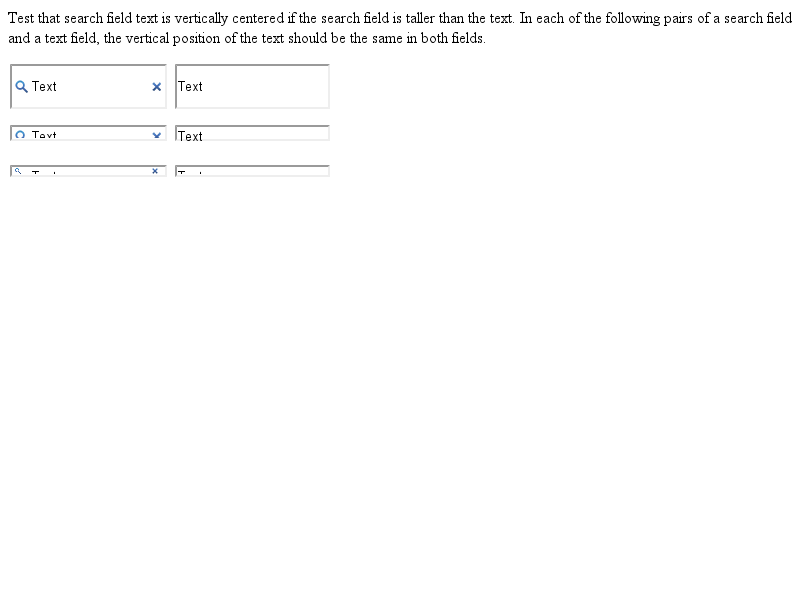 Test that search field text is vertically centered if the search field is taller than the text. In each of the following pairs of a search field
and a text field, the vertical position of the text should be the same in both fields.
Text Text
Text Text